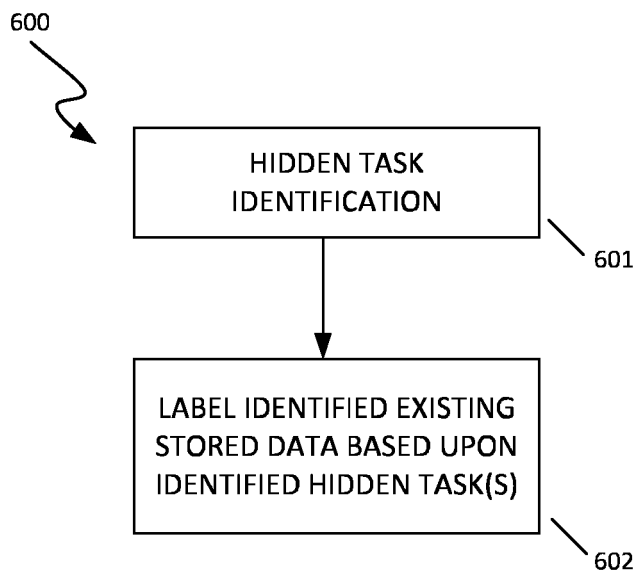 600
HIDDEN TASK
IDENTIFICATION
601
LABEL IDENTIFIED EXISTING
STORED DATA BASED UPON
IDENTIFIED HIDDEN TASK(S)
602